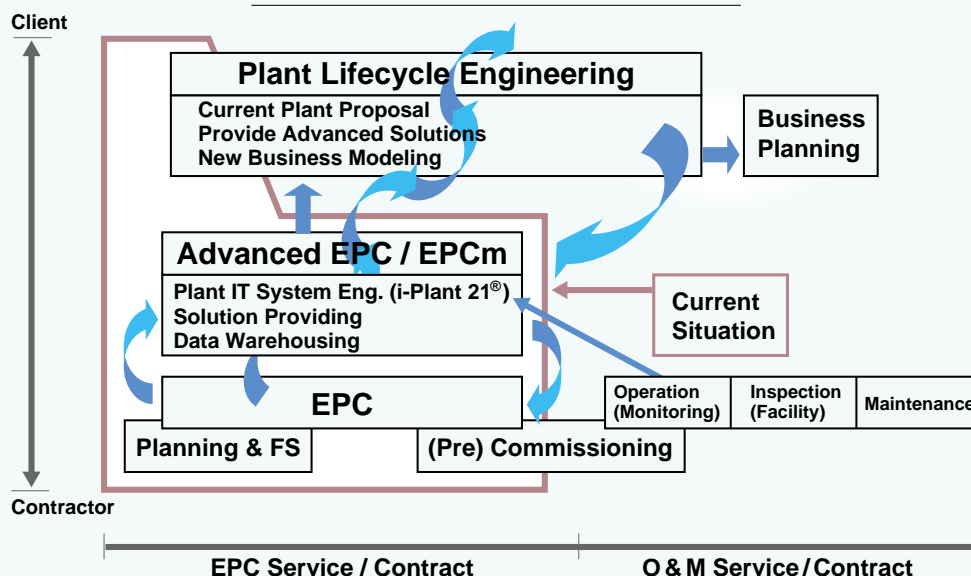 Client
Plant Lifecycle Engineering
Current Plant Proposal
Provide Advanced Solutions
New Business Modeling
Business
Planning
Advanced EPC / EPCm
Plant IT System Eng. (i-Plant 21®)
Solution Providing
Data Warehousing
Current
Situation
EPC
Operation
(Monitoring)
Inspection
(Facility)
Maintenance
Planning & FS
(Pre) Commissioning
Contractor
EPC Service / Contract
O & M Service / Contract